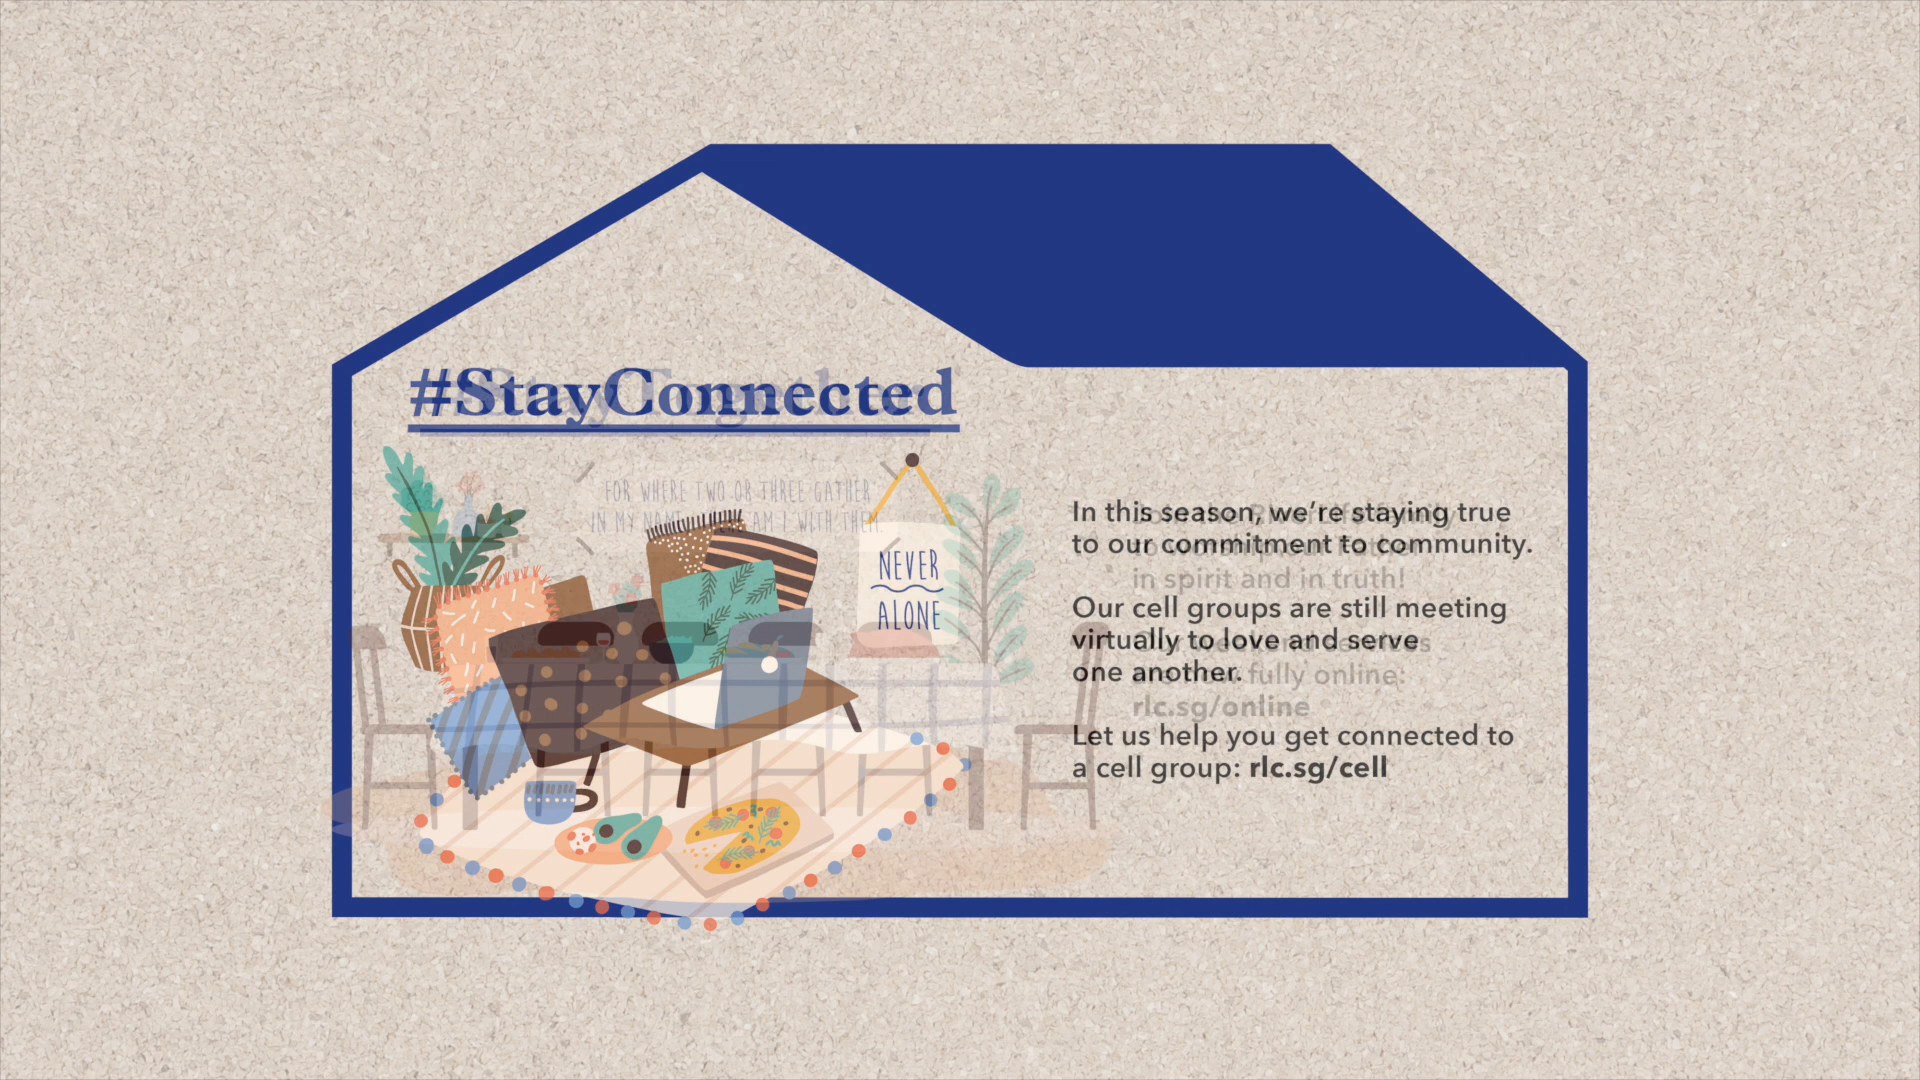 #StayConnected
FOR WHERE TWO OR THREE GATHER
IN MY NAME AM I WITH THEM.
NEVER
ALONE
In this season, we're staying true
to our commitment to community.
in spirit and in truth!
Our cell groups are still meeting
virtually to love and serve
one another.
fully online:
rlc.sg/online
Let us help you get connected to
a cell group: rlc.sg/cell